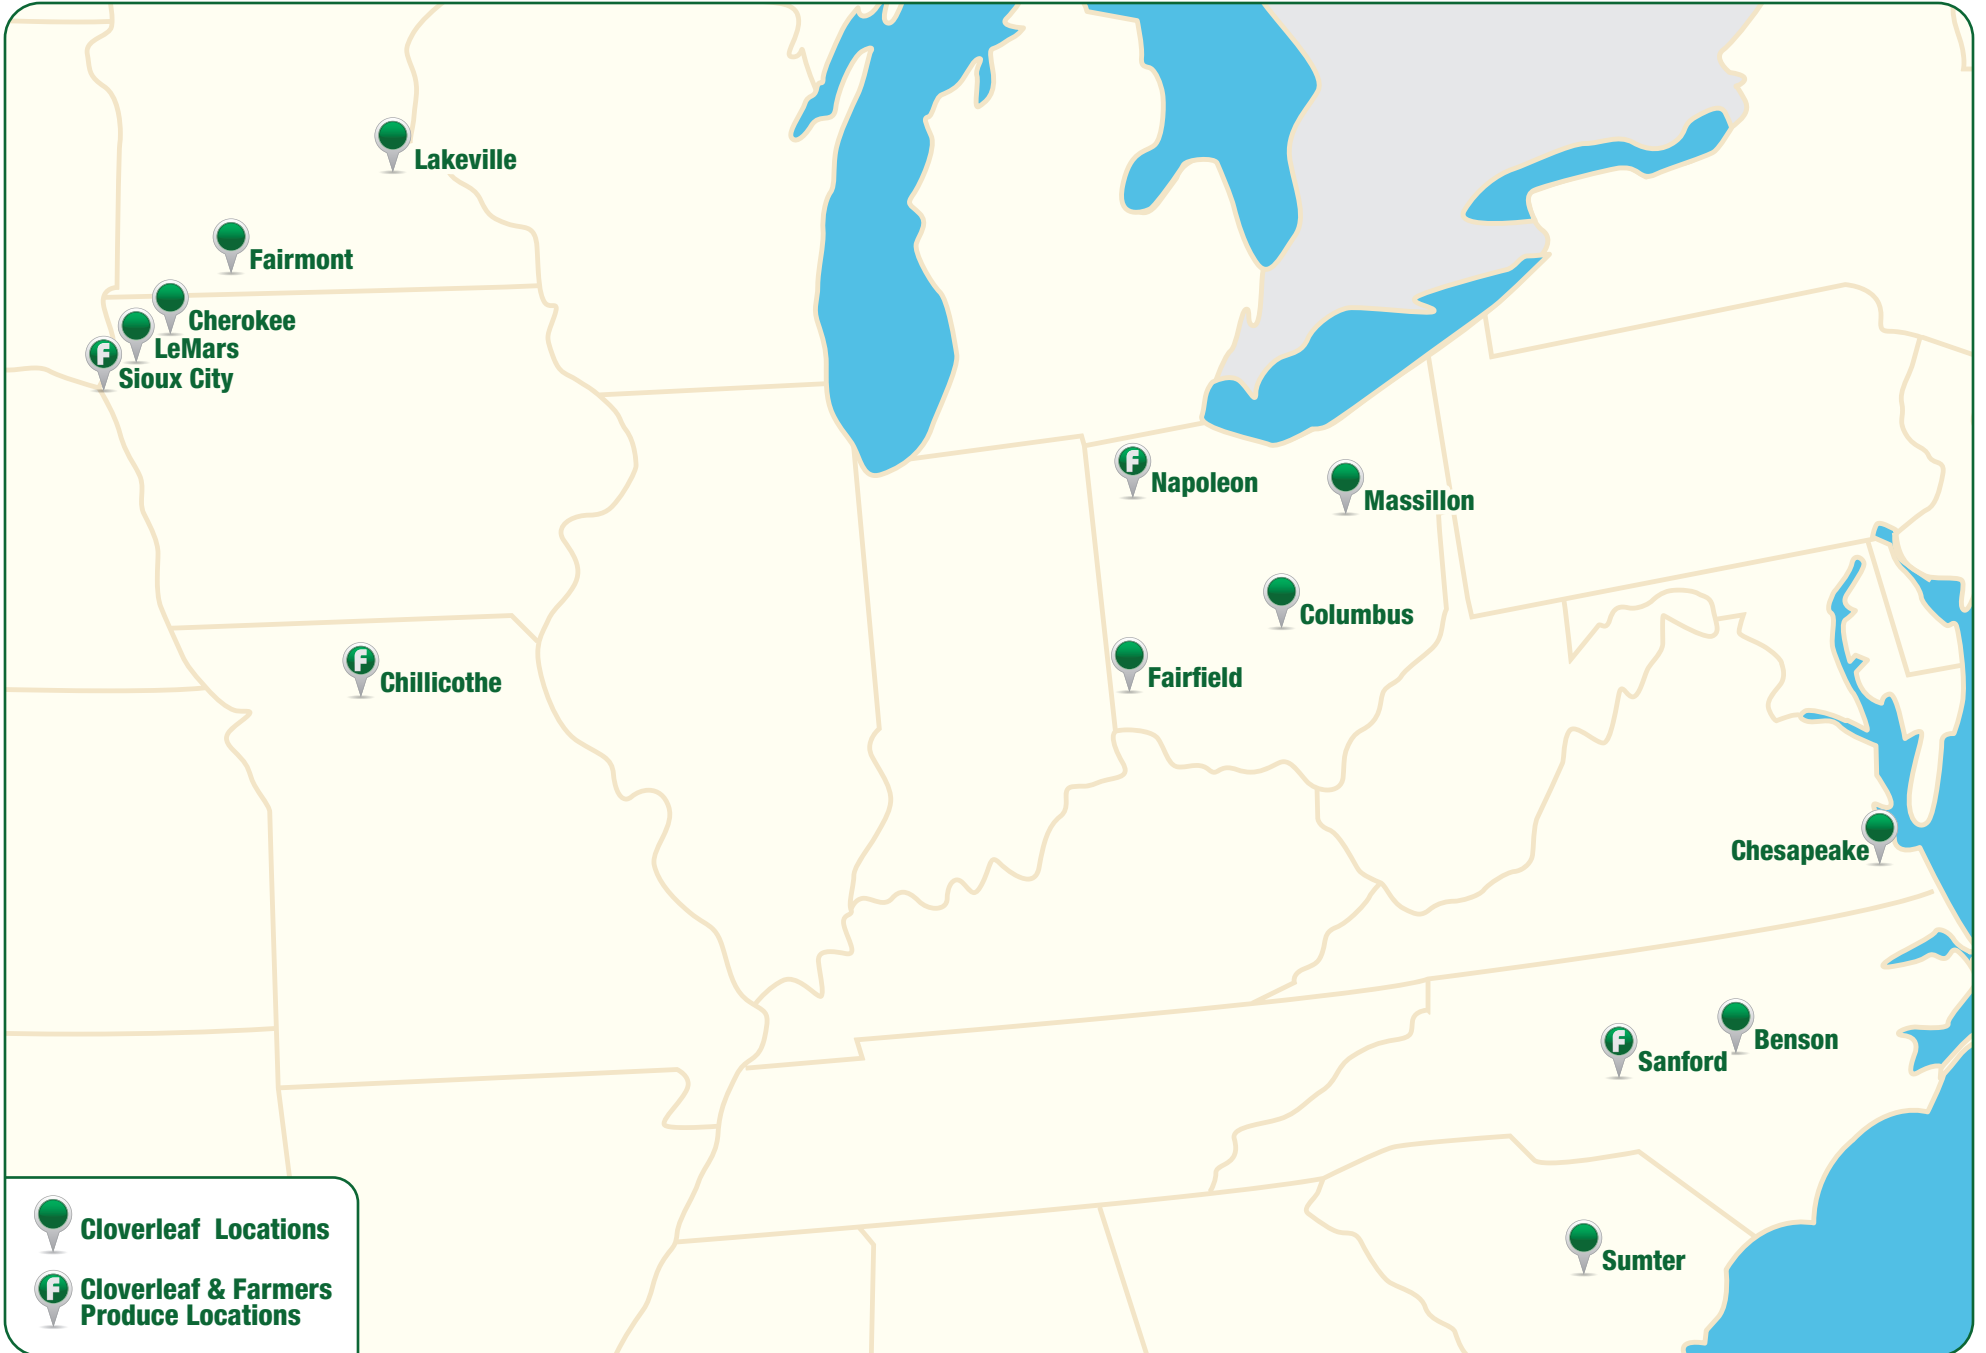 Lakeville
Fairmont
Cherokee
LeMars
F
Sioux City
F
Napoleon
Massillon
Columbus
F
Chillicothe
Fairfield
Chesapeake
F
Sanford
Benson
Sumter
Cloverleaf Locations
F
Cloverleaf & Farmers
Produce Locations